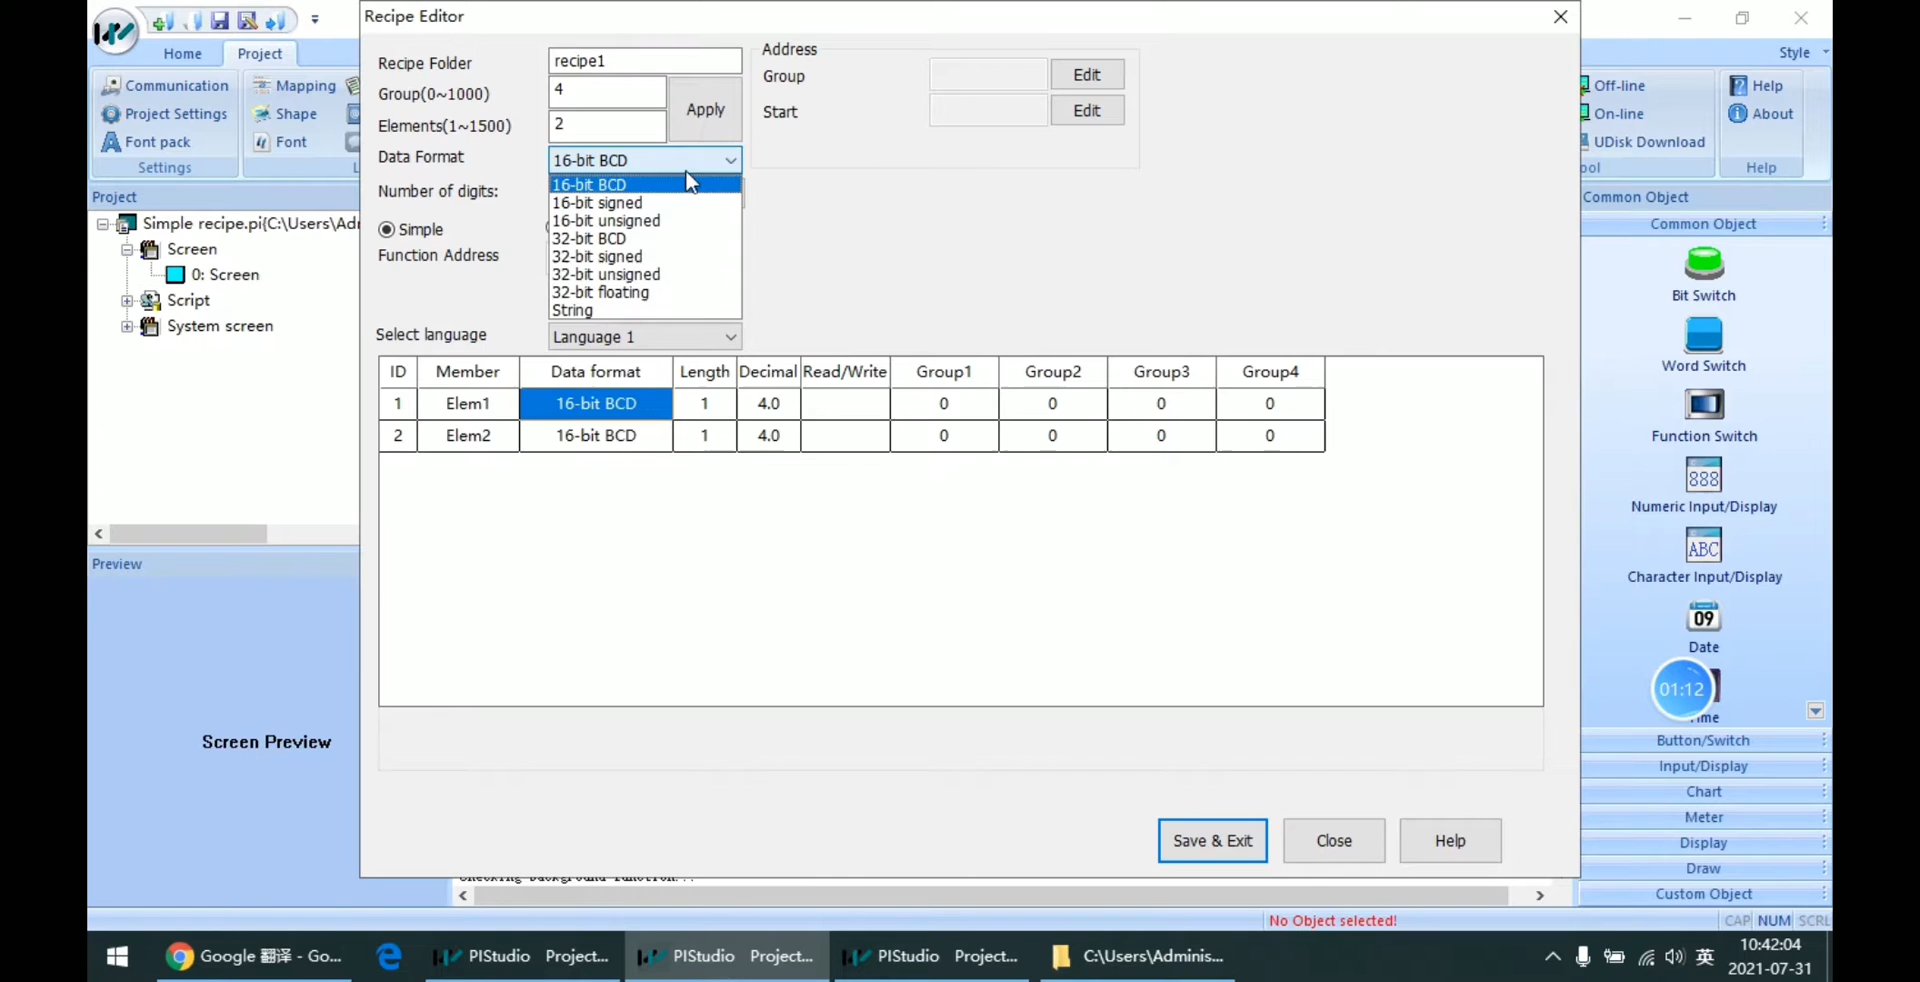 Recipe Editor
Home
Project
Style
Communication
Mapping
Project Settings
Shape
Font pack
Font
Settings
L
Recipe Folder
recipe1
Group(0~1000)
4
Elements(1~1500)
2
Apply
Data Format
16-bit BCD
Number of digits:
16-bit BCD
16-bit signed
16-bit unsigned
32-bit BCD
32-bit signed
32-bit unsigned
32-bit floating
String
Simple
Function Address
Select language
Language 1
Address
Group
Edit
Start
Edit
Off-line
On-line
UDisk Download
ool
Help
About
Help
Project
Simple recipe.pi(C:\Users\Adr
Screen
0: Screen
Script
System screen
ID Member Data format Length Decimal Read/Write Group1 Group2 Group3 Group4
1 Elem1 16-bit BCD 1 4.0 0 0 0 0
2 Elem2 16-bit BCD 1 4.0 0 0 0 0
Preview
Screen Preview
Save & Exit
Close
Help
Checking background function...
Common Object
Common Object
Bit Switch
Word Switch
Function Switch
888
Numeric Input/Display
ABC
Character Input/Display
09
Date
01:12
ime
Button/Switch
Input/Display
Chart
Meter
Display
Draw
Custom Object
No Object selected!
CAP NUM SCRL
Google 翻译 - Go...
PIStudio Project...
PIStudio Project...
PIStudio Project...
C:\Users\Adminis...
英
10:42:04
2021-07-31